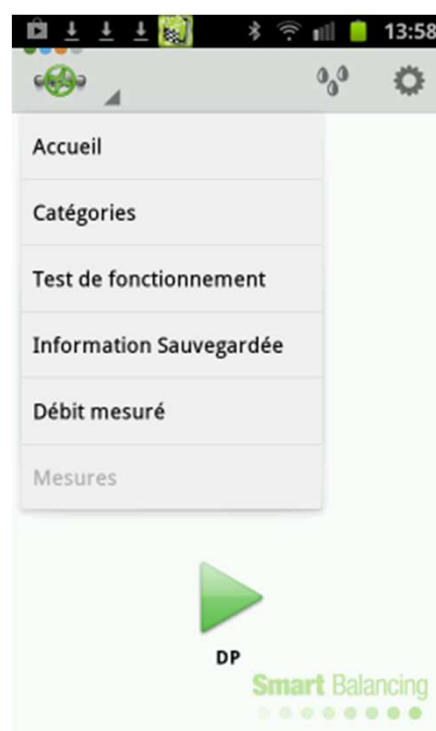 13:58
Accueil
Catégories
Test de fonctionnement
Information Sauvegardée
Débit mesuré
Mesures
DP
Smart Balancing